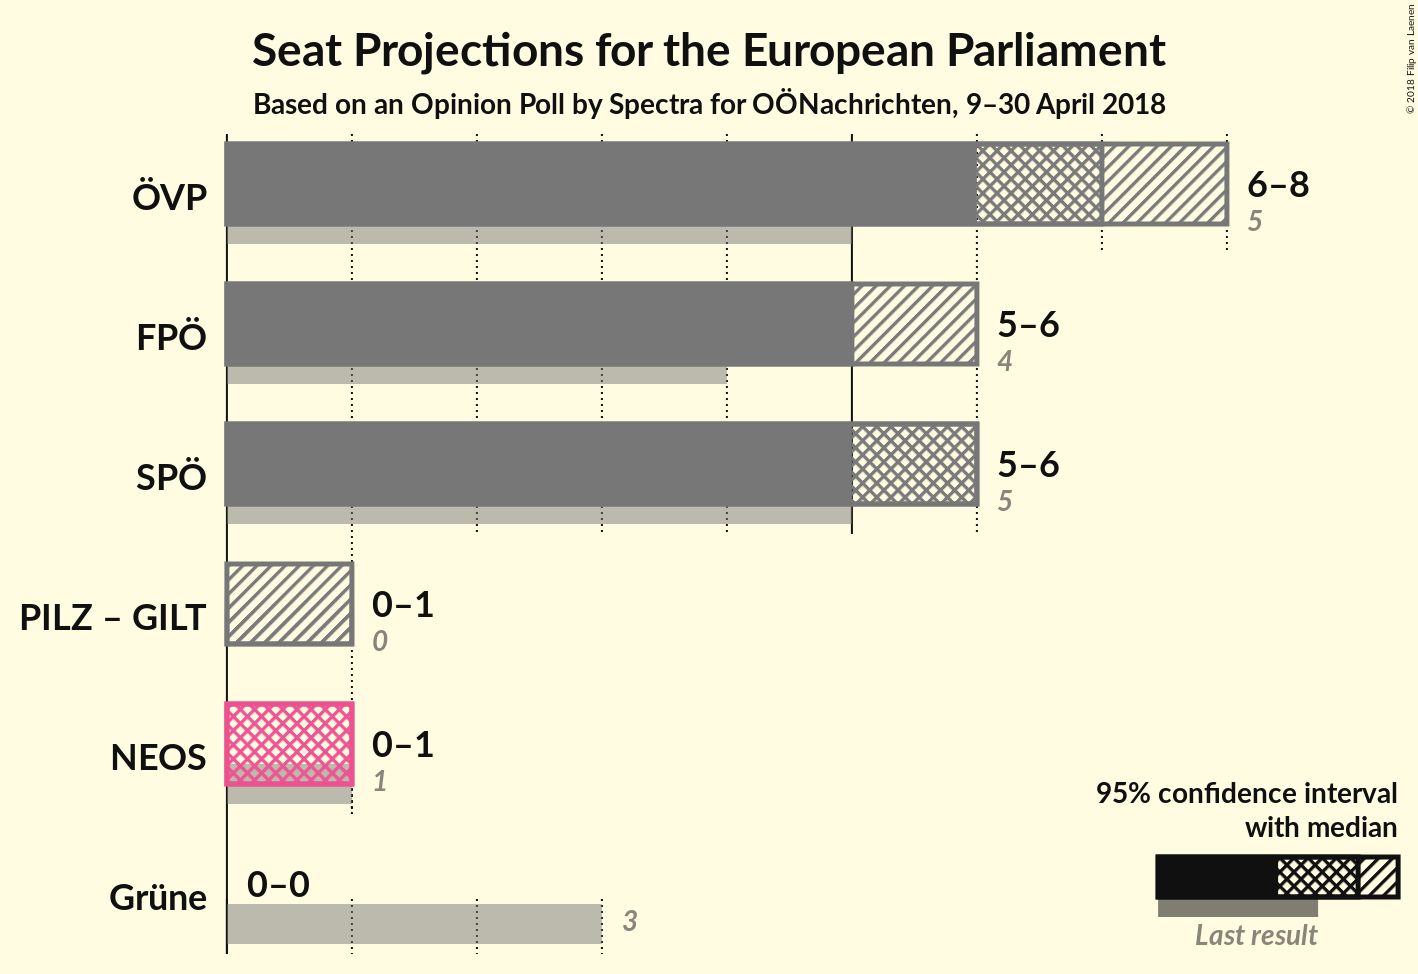 Seat Projections for the European Parliament
Based on an Opinion Poll by Spectra for OÖNachrichten, 9–30 April 2018
© 2018 Filip van Laenen
ÖVP
6–8
5
FPÖ
5–6
4
SPÖ
5–6
5
PILZ – GILT
0–1
0
NEOS
0–1
1
Grüne
0–0
3
95% confidence interval
with median
Last result